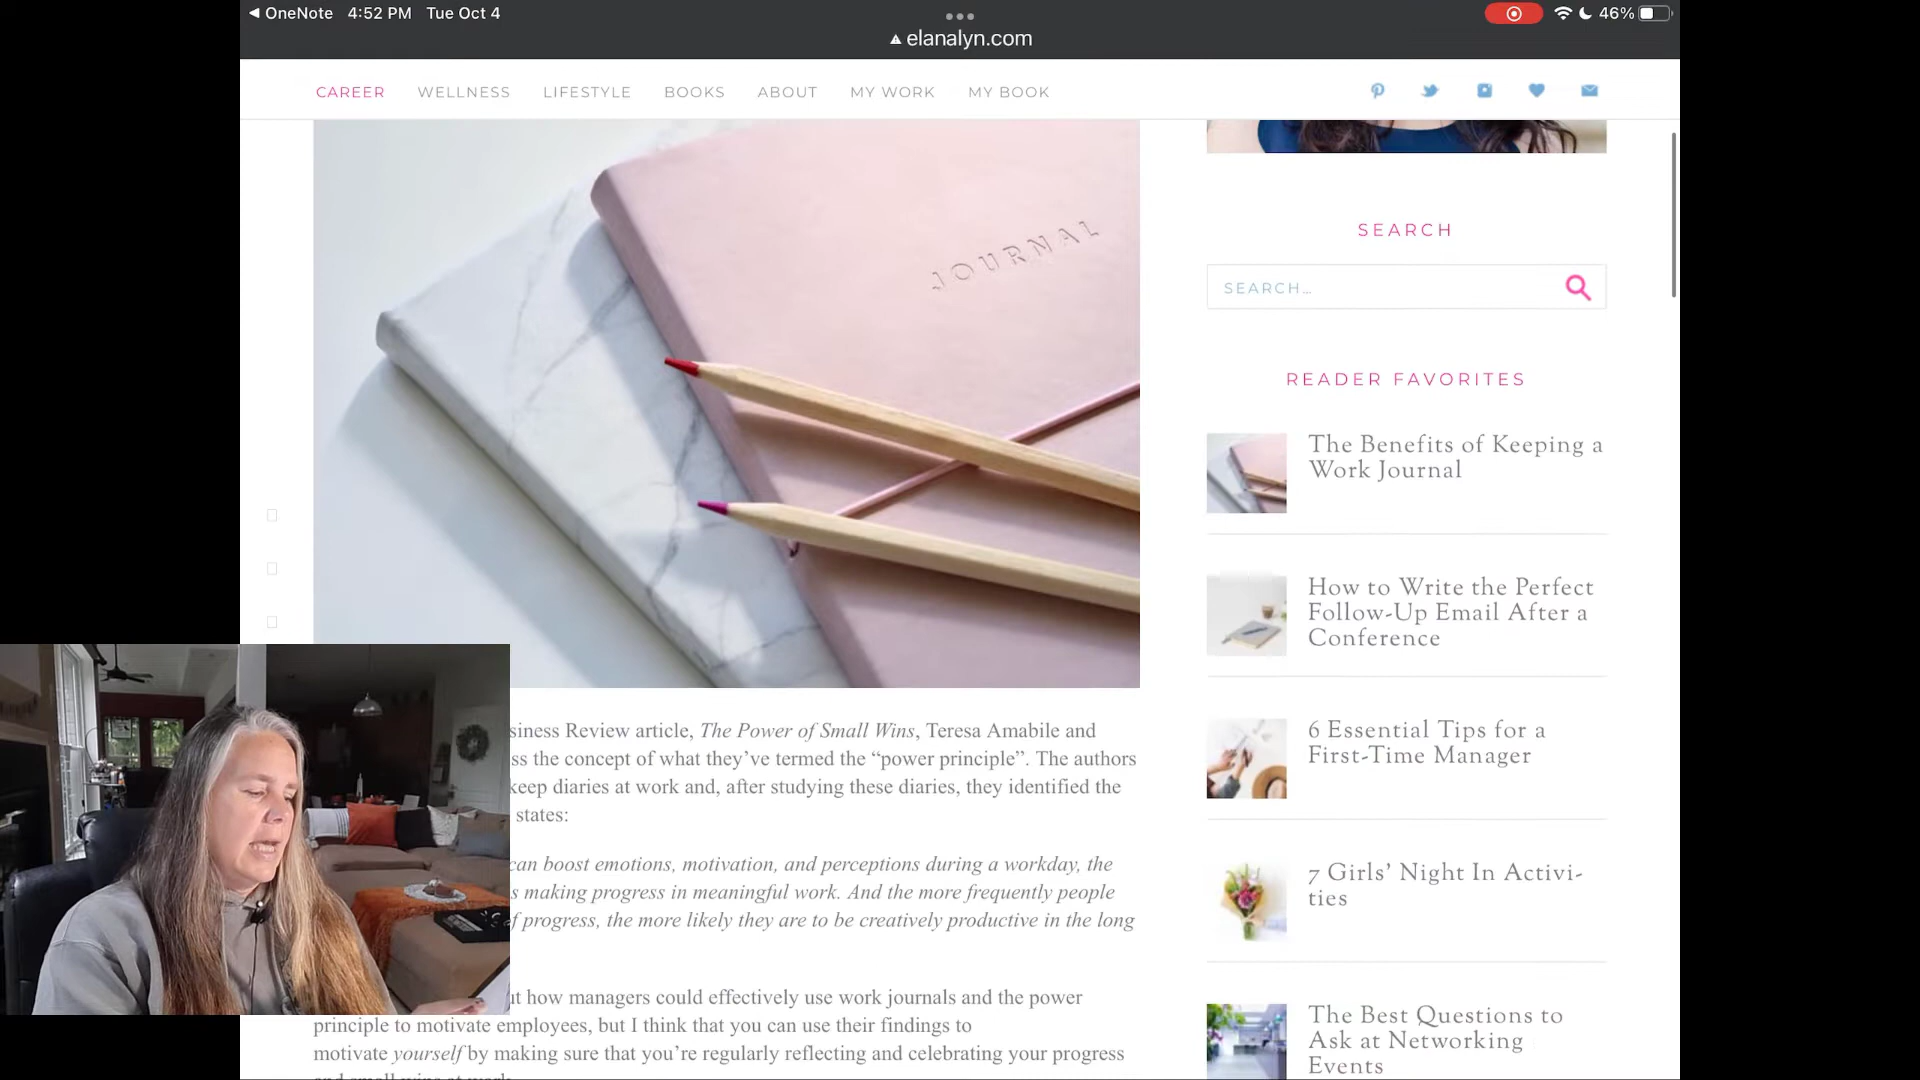 OneNote 4:52 PM Tue Oct 4
46%
elanalyn.com
CAREER WELLNESS LIFESTYLE BOOKS ABOUT MY WORK MY BOOK
JOURNAL
siness Review article, The Power of Small Wins, Teresa Amabile and
ss the concept of what they've termed the “power principle”. The authors
keep diaries at work and, after studying these diaries, they identified the
states:
can boost emotions, motivation, and perceptions during a workday, the
s making progress in meaningful work. And the more frequently people
f progress, the more likely they are to be creatively productive in the long
ut how managers could effectively use work journals and the power
principle to motivate employees, but I think that you can use their findings to
motivate yourself by making sure that you're regularly reflecting and celebrating your progress
SEARCH
SEARCH...
READER FAVORITES
The Benefits of Keeping a
Work Journal
How to Write the Perfect
Follow-Up Email After a
Conference
6 Essential Tips for a
First-Time Manager
7 Girls' Night In Activi-
ties
The Best Questions to
Ask at Networking
Events